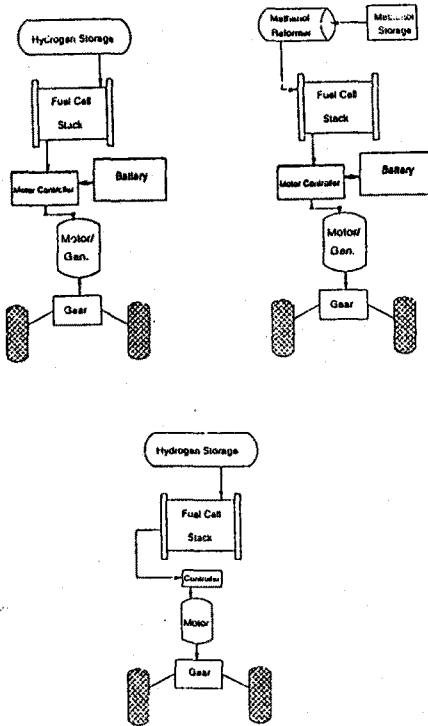 Hydrogen Storage
Fuel Cell
Stack
Motor Controller
Battery
Motor/
Gen.
Gear
Methanol
Reformer
Methanol
Storage
Fuel Cell
Stack
Motor Controller
Battery
Motor/
Gen.
Gear
Hydrogen Storage
Fuel Cell
Stack
Controller
Motor
Gear